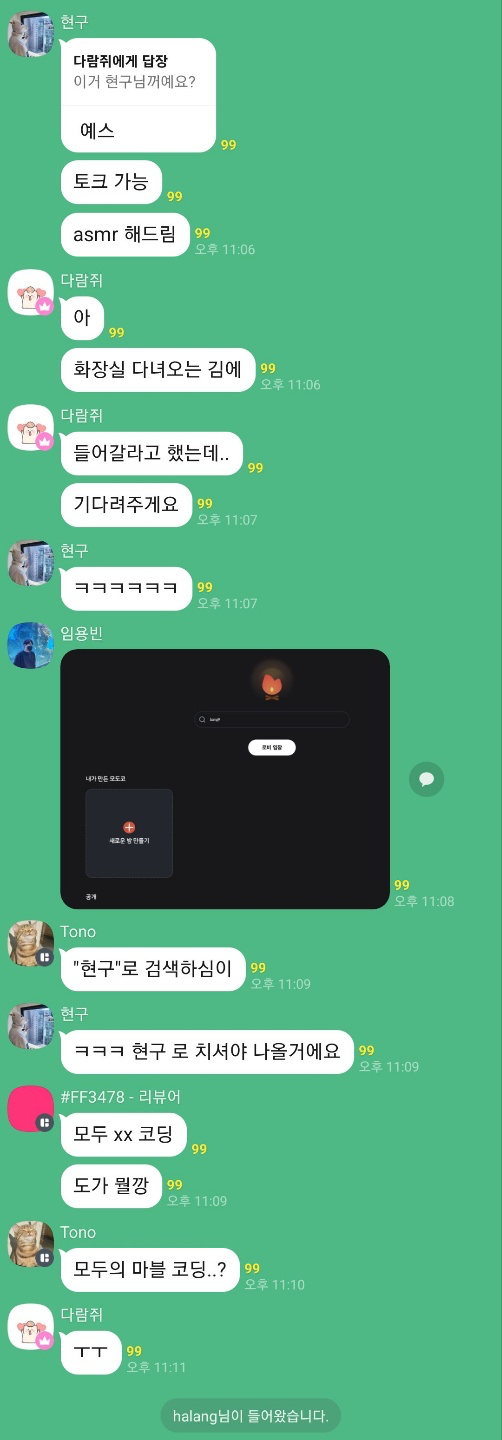 현구
다람쥐에게 답장
이거 현구님꺼예요?
예스
99
토크 가능
99
asmr 해드림
99
오후 11:06
다람쥐
아
99
화장실 다녀오는 김에
99
오후 11:06
다람쥐
들어갈라고 했는데..
99
기다려주게요
99
오후 11:07
현구
ㅋㅋㅋㅋㅋㅋ
99
오후 11:07
임용빈
로비 입장
내가 만든 모도코
새로운 방 만들기
공개
99
오후 11:08
Tono
"현구"로 검색하심이
99
오후 11:09
현구
ㅋㅋㅋ 현구 로 치셔야 나올거에요
99
오후 11:09
#FF3478 - 리뷰어
모두 xx 코딩
99
도가 뭘깡
99
오후 11:09
Tono
모두의 마블 코딩..?
99
오후 11:10
다람쥐
ㅜㅜ
99
오후 11:11
halang님이 들어왔습니다.